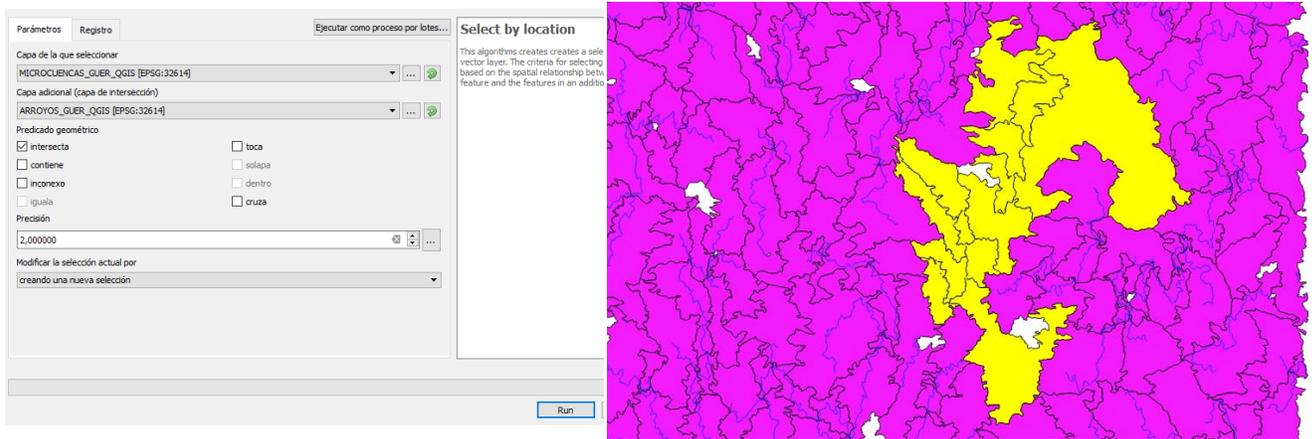 Parámetros
Registro
Ejecutar como proceso por lotes...
Capa de la que seleccionar
MICROCUENCAS_GUER_QGIS [EPSG:32614]
...
Capa adicional (capa de intersección)
ARROYOS_GUER_QGIS [EPSG:32614]
...
Predicado geométrico
intersecta
toca
contiene
solapa
inconexo
dentro
iguala
cruza
Precisión
2,000000
...
Modificar la selección actual por
creando una nueva selección
Select by location
This algorithms creates creates a sele
vector layer. The criteria for selecting
based on the spatial relationship betw
feature and the features in an additio
Run